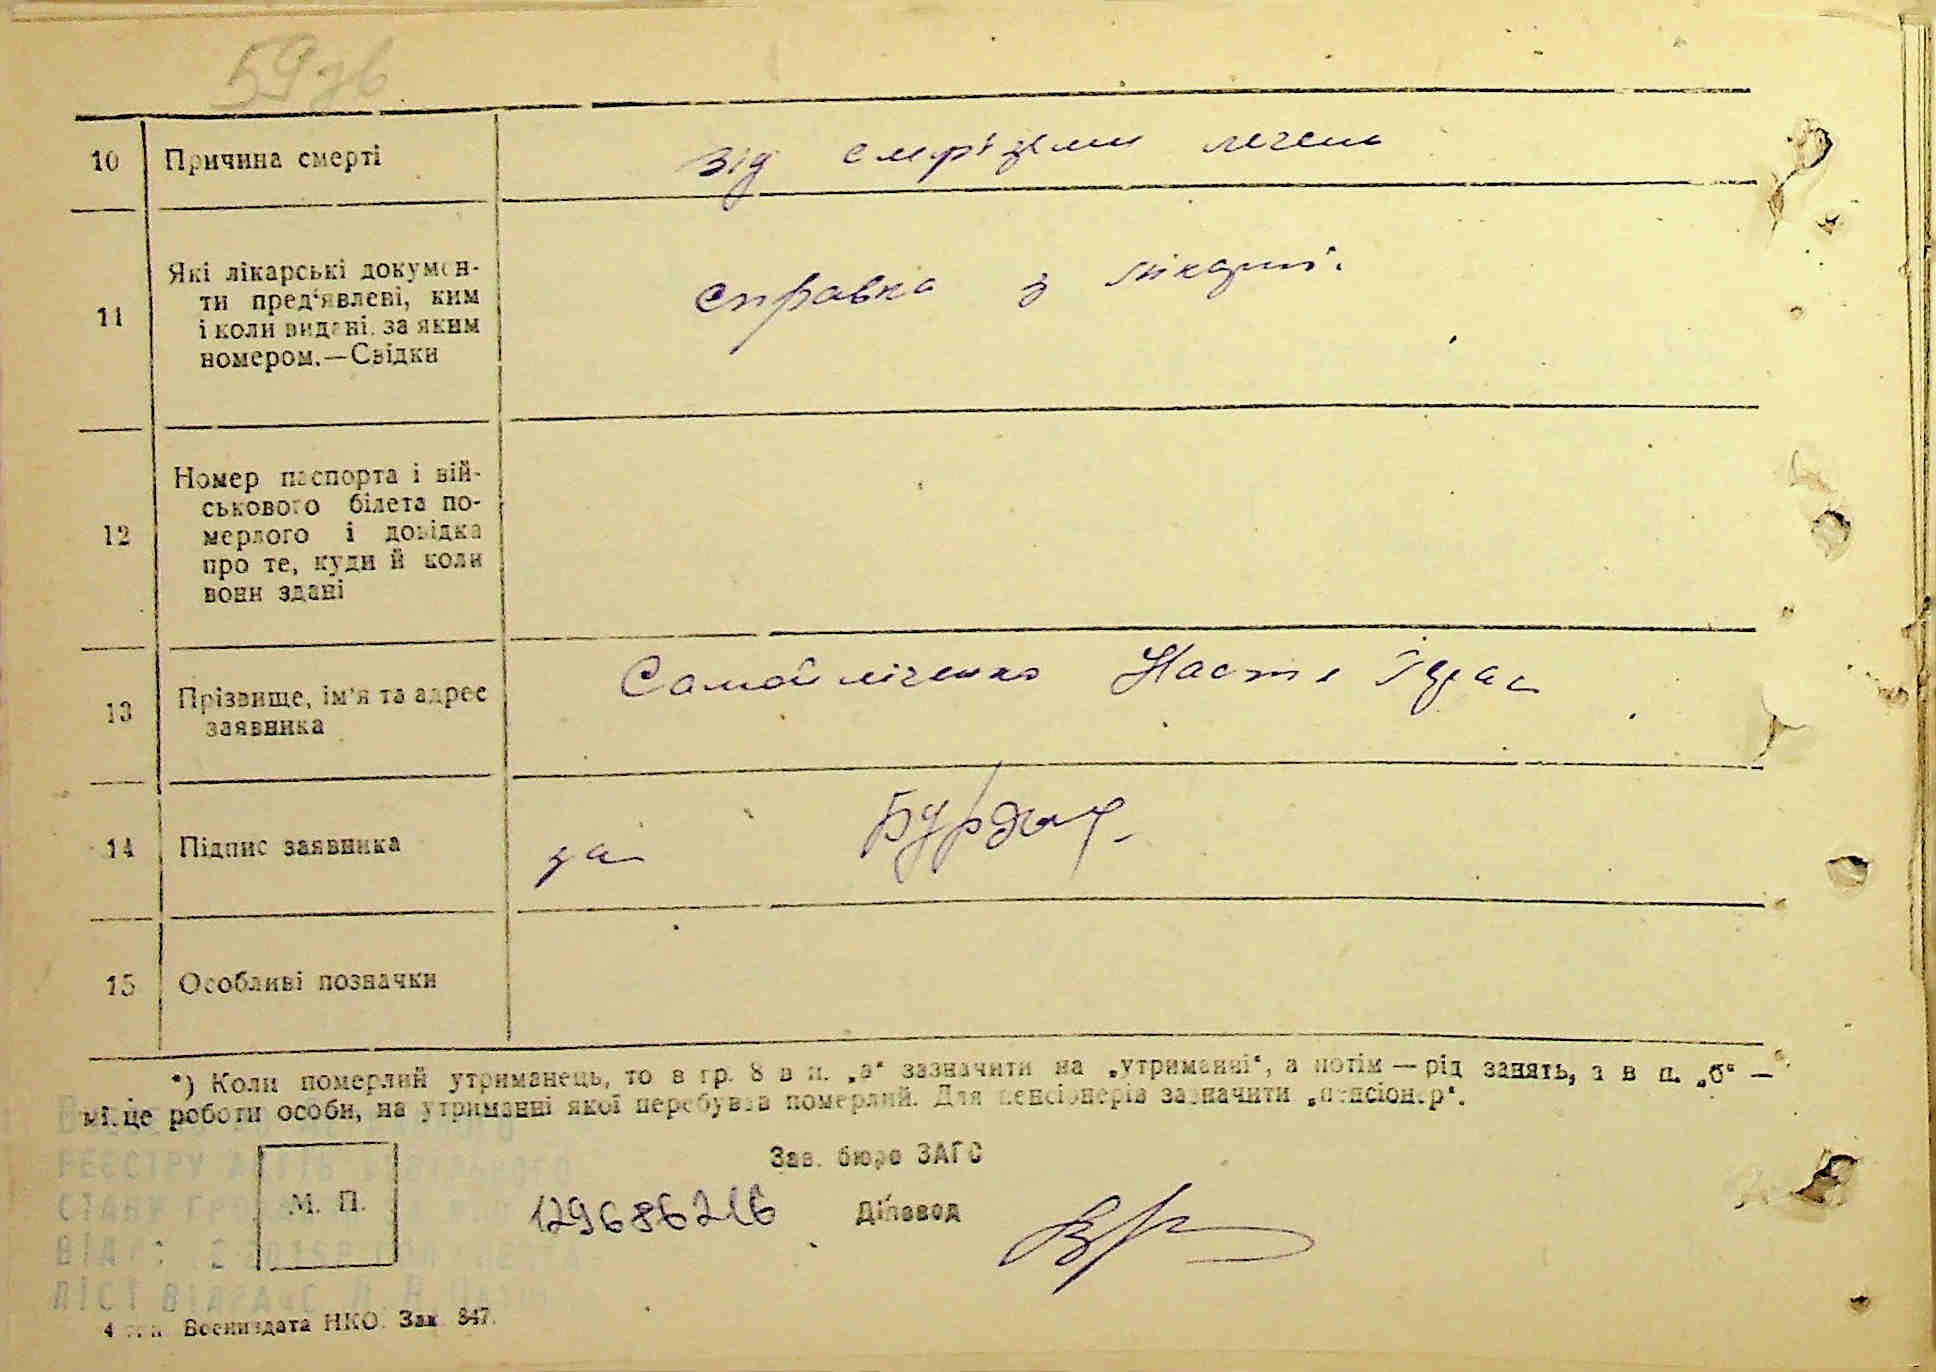 59 зв
10 Причина смерті від емфіземи легень
11 Які лікарські докумен-
ти пред'явлені, ким
і коли видані, за яким
номером.—Свідки
справка з лікарні.
12 Номер паспорта і вій-
ськового білета по-
мерлого і довідка
про те, куди й коли
вони здані
13 Прізвище, ім'я та адрес
заявника
Самойліченко Настя
14 Підпис заявника
за
15 Особливі позначки
*) Коли померлий утриманець, то в гр. 8 в п. „а“ зазначити на „утриманні“, а потім — рід занять, а в п. „б“ —
місце роботи особи, на утриманні якої перебував померлий. Для пенсіонерів зазначити „пенсіонер“.
РЕЄСТРУ АКТІВ ЦИВІЛЬНОГО
Зав. бюро ЗАГС
М. П.
129686216 Діловод
Воениздата НКО. Зак. 847.